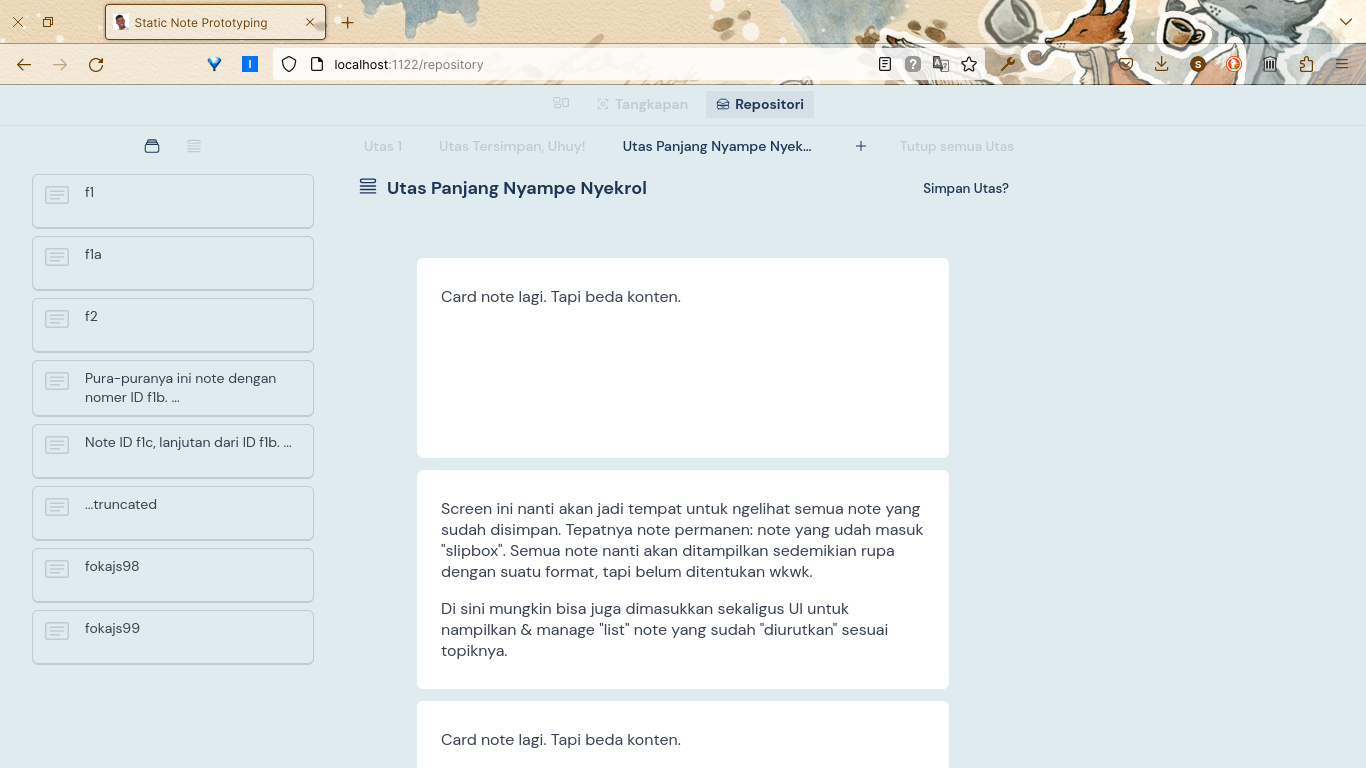 Static Note Prototyping
localhost:1122/repository
Tangkapan
Repositori
Utas 1
Utas Tersimpan, Uhuy!
Utas Panjang Nyampe Nyek...
Tutup semua Utas
Utas Panjang Nyampe Nyekrol
Simpan Utas?
f1
f1a
f2
Pura-puranya ini note dengan
nomer ID f1b. ...
Note ID f1c, lanjutan dari ID f1b. ...
...truncated
fokajs98
fokajs99
Card note lagi. Tapi beda konten.
Screen ini nanti akan jadi tempat untuk ngelihat semua note yang
sudah disimpan. Tepatnya note permanen: note yang udah masuk
"slipbox". Semua note nanti akan ditampilkan sedemikian rupa
dengan suatu format, tapi belum ditentukan wkwk.
Di sini mungkin bisa juga dimasukkan sekaligus UI untuk
nampilkan & manage "list" note yang sudah "diurutkan" sesuai
topiknya.
Card note lagi. Tapi beda konten.